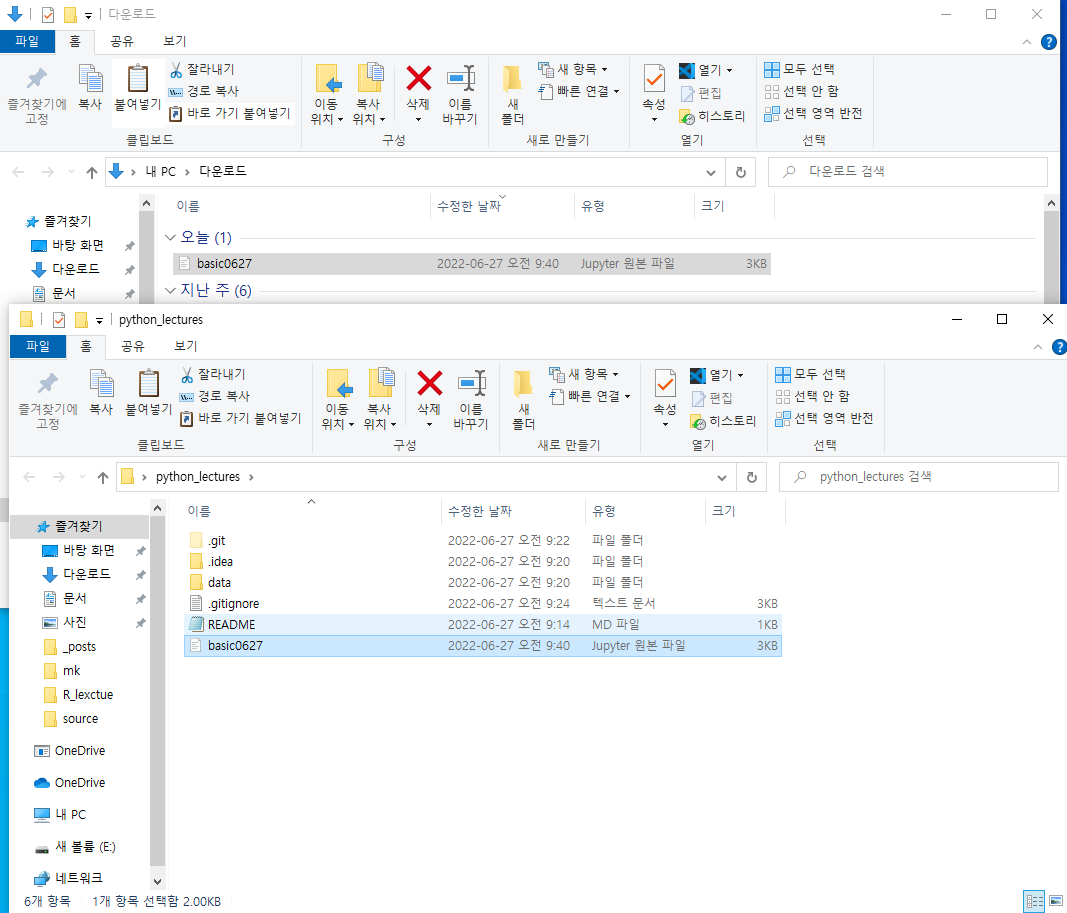 다운로드
파일 홈 공유 보기
즐겨찾기에 고정 복사 붙여넣기 잘라내기 경로 복사 바로 가기 붙여넣기
이동 위치 복사 위치 삭제 이름 바꾸기
새 폴더 새 항목 빠른 연결
속성 열기 편집 히스토리
모두 선택 선택 안 함 선택 영역 반전
클립보드 구성 새로 만들기 열기 선택
내 PC 다운로드 다운로드 검색
이름 수정한 날짜 유형 크기
즐겨찾기
바탕 화면
다운로드
문서
오늘 (1)
basic0627 2022-06-27 오전 9:40 Jupyter 원본 파일 3KB
지난 주 (6)
python_lectures
파일 홈 공유 보기
즐겨찾기에 고정 복사 붙여넣기 잘라내기 경로 복사 바로 가기 붙여넣기
이동 위치 복사 위치 삭제 이름 바꾸기
새 폴더 새 항목 빠른 연결
속성 열기 편집 히스토리
모두 선택 선택 안 함 선택 영역 반전
클립보드 구성 새로 만들기 열기 선택
python_lectures python_lectures 검색
이름 수정한 날짜 유형 크기
즐겨찾기
바탕 화면
다운로드
문서
사진
_posts
mk
R_lexctue
source
OneDrive
OneDrive
내 PC
새 볼륨 (E:)
네트워크
.git 2022-06-27 오전 9:22 파일 폴더
.idea 2022-06-27 오전 9:20 파일 폴더
data 2022-06-27 오전 9:20 파일 폴더
.gitignore 2022-06-27 오전 9:24 텍스트 문서 3KB
README 2022-06-27 오전 9:14 MD 파일 1KB
basic0627 2022-06-27 오전 9:40 Jupyter 원본 파일 3KB
6개 항목 1개 항목 선택함 2.00KB